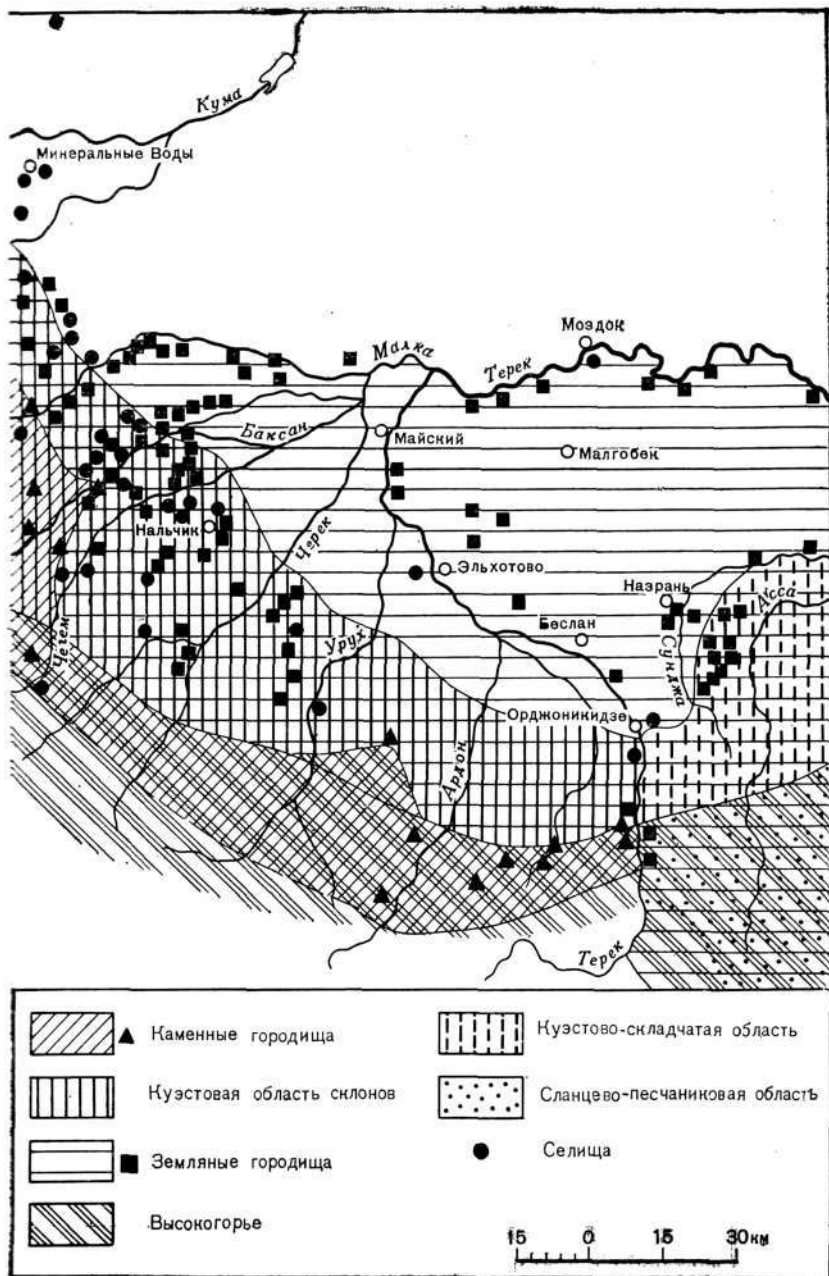 Кума
Минеральные Воды
Моздок
Малка
Терек
Майский
Баксан
Малгобек
Нальчик
Черек
Эльхотово
Назрань
Асса
Беслан
Чегем
Урух
Сунджа
Орджоникидзе
Ардон
Терек
Каменные городища
Куэстово-складчатая область
Куэстовая область склонов
Сланцево-песчаниковая область
Земляные городища
Селища
Высокогорье
15 0 15 30км